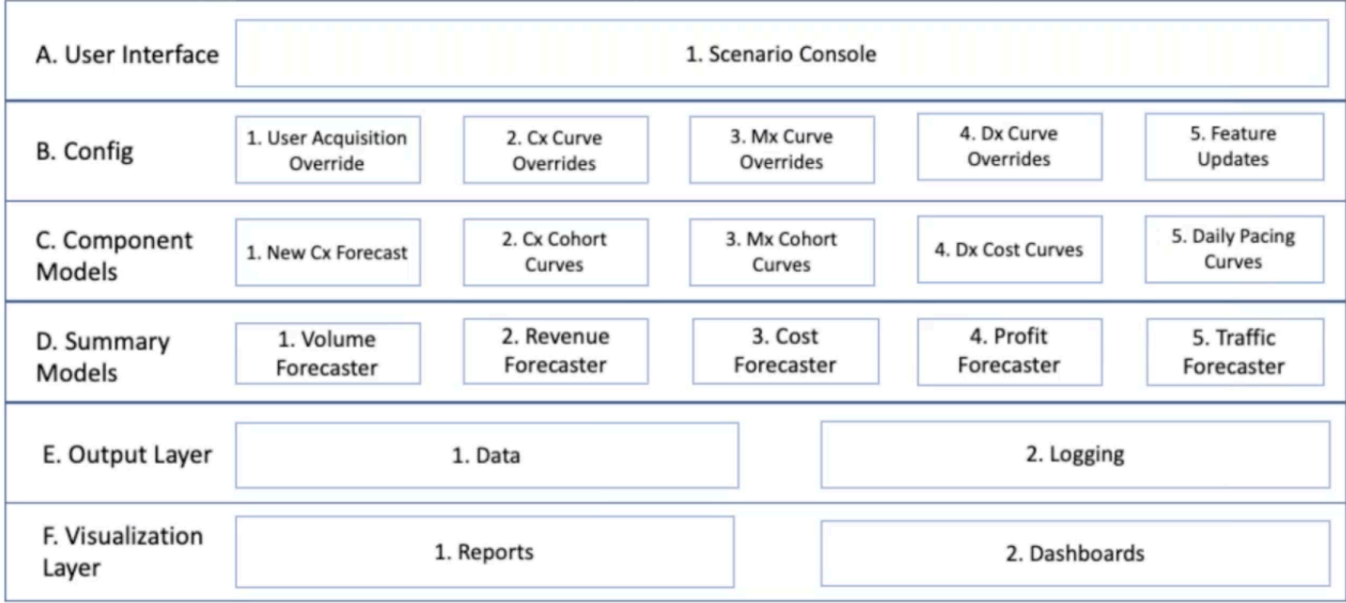 A. User Interface
1. Scenario Console
B. Config
1. User Acquisition
Override
2. Cx Curve
Overrides
3. Mx Curve
Overrides
4. Dx Curve
Overrides
5. Feature
Updates
C. Component
Models
1. New Cx Forecast
2. Cx Cohort
Curves
3. Mx Cohort
Curves
4. Dx Cost Curves
5. Daily Pacing
Curves
D. Summary
Models
1. Volume
Forecaster
2. Revenue
Forecaster
3. Cost
Forecaster
4. Profit
Forecaster
5. Traffic
Forecaster
E. Output Layer
1. Data
2. Logging
F. Visualization
Layer
1. Reports
2. Dashboards